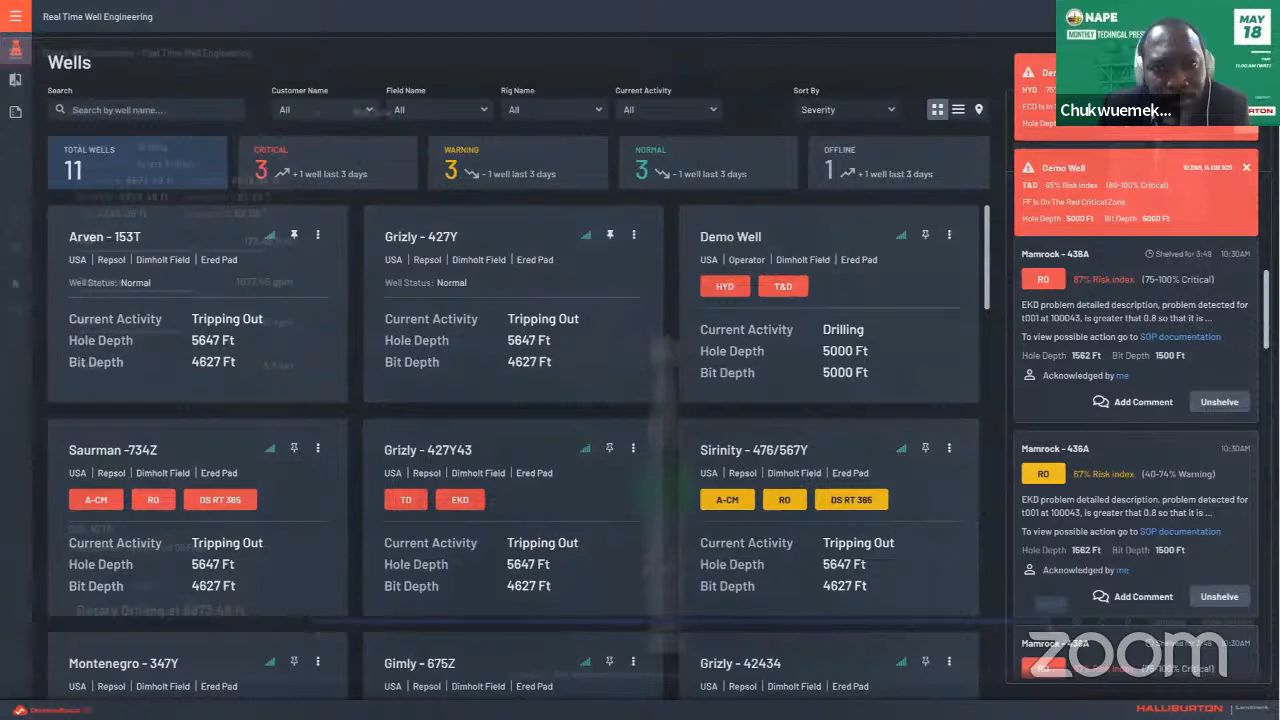 Real Time Well Engineering
Wells
Search
Search by well name...
Customer Name
All
Field Name
All
Rig Name
All
Current Activity
All
Sort By
Severity
TOTAL WELLS
11
CRITICAL
3 + 1 well last 3 days
WARNING
3 - 1 well last 3 days
NORMAL
3 - 1 well last 3 days
OFFLINE
1 + 1 well last 3 days
Arven - 153T
USA | Repsol | Dimholt Field | Ered Pad
Well Status: Normal
Current Activity Tripping Out
Hole Depth 5647 Ft
Bit Depth 4627 Ft
Grizly - 427Y
USA | Repsol | Dimholt Field | Ered Pad
Well Status: Normal
Current Activity Tripping Out
Hole Depth 5647 Ft
Bit Depth 4627 Ft
Demo Well
USA | Operator | Dimholt Field | Ered Pad
HYD T&D
Current Activity Drilling
Hole Depth 5000 Ft
Bit Depth 5000 Ft
Saurman -734Z
USA | Repsol | Dimholt Field | Ered Pad
A-CM RO DS RT 365
Current Activity Tripping Out
Hole Depth 5647 Ft
Bit Depth 4627 Ft
Grizly - 427Y43
USA | Repsol | Dimholt Field | Ered Pad
TD EKD
Current Activity Tripping Out
Hole Depth 5647 Ft
Bit Depth 4627 Ft
Sirinity - 476/567Y
USA | Repsol | Dimholt Field | Ered Pad
A-CM RO DS RT 365
Current Activity Tripping Out
Hole Depth 5647 Ft
Bit Depth 4627 Ft
Montenegro - 347Y
USA | Repsol | Dimholt Field | Ered Pad
Gimly - 675Z
USA | Repsol | Dimholt Field | Ered Pad
Grizly - 42434
USA | Repsol | Dimholt Field | Ered Pad
NAPE
MONTHLY TECHNICAL
MAY
18
Chukwuemek...
HYD
Demo Well
T&D 85% Risk Index (80-100% Critical)
FF Is On The Red Critical Zone
Hole Depth 5000 Ft Bit Depth 5000 Ft
Mamrock - 436A Shelved for 3:48 10:30AM
RO 87% Risk index (75-100% Critical)
EKD problem detailed description, problem detected for
t001 at 100043, is greater that 0.8 so that it is ...
To view possible action go to SOP documentation
Hole Depth 1562 Ft Bit Depth 1500 Ft
Acknowledged by me
Add Comment Unshelve
Mamrock - 436A 10:30AM
RO 67% Risk index (40-74% Warning)
EKD problem detailed description, problem detected for
t001 at 100043, is greater that 0.8 so that it is ...
To view possible action go to SOP documentation
Hole Depth 1562 Ft Bit Depth 1500 Ft
Acknowledged by me
Add Comment Unshelve
Mamrock - 436A Shelved for 3:48 10:30AM
zoom
HALLIBURTON | Landmark